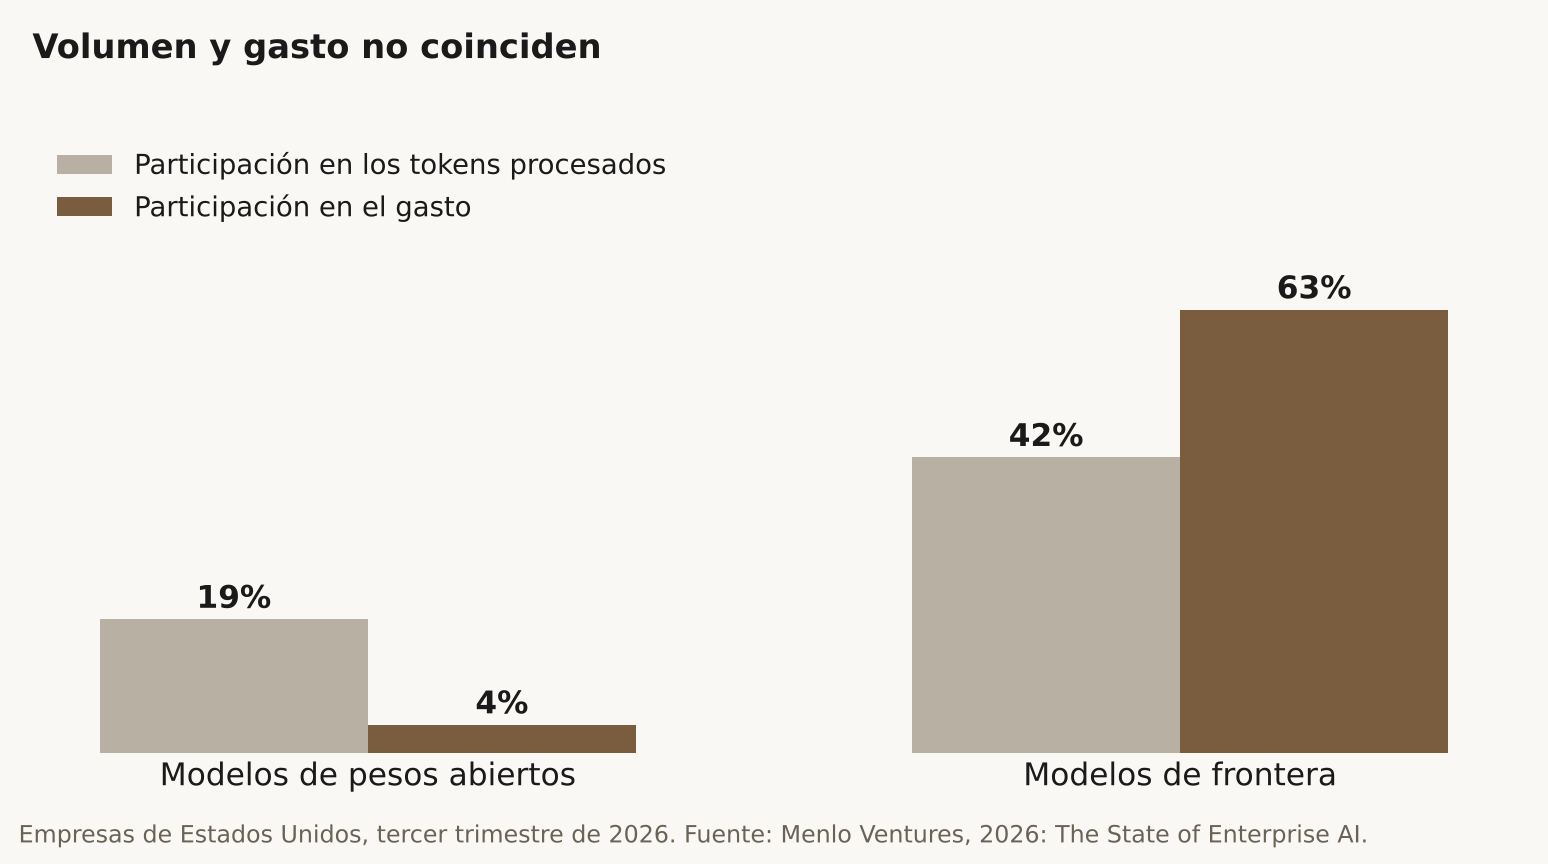 Volumen y gasto no coinciden
Participación en los tokens procesados
Participación en el gasto
63%
42%
19%
4%
Modelos de pesos abiertos
Modelos de frontera
Empresas de Estados Unidos, tercer trimestre de 2026. Fuente: Menlo Ventures, 2026: The State of Enterprise AI.